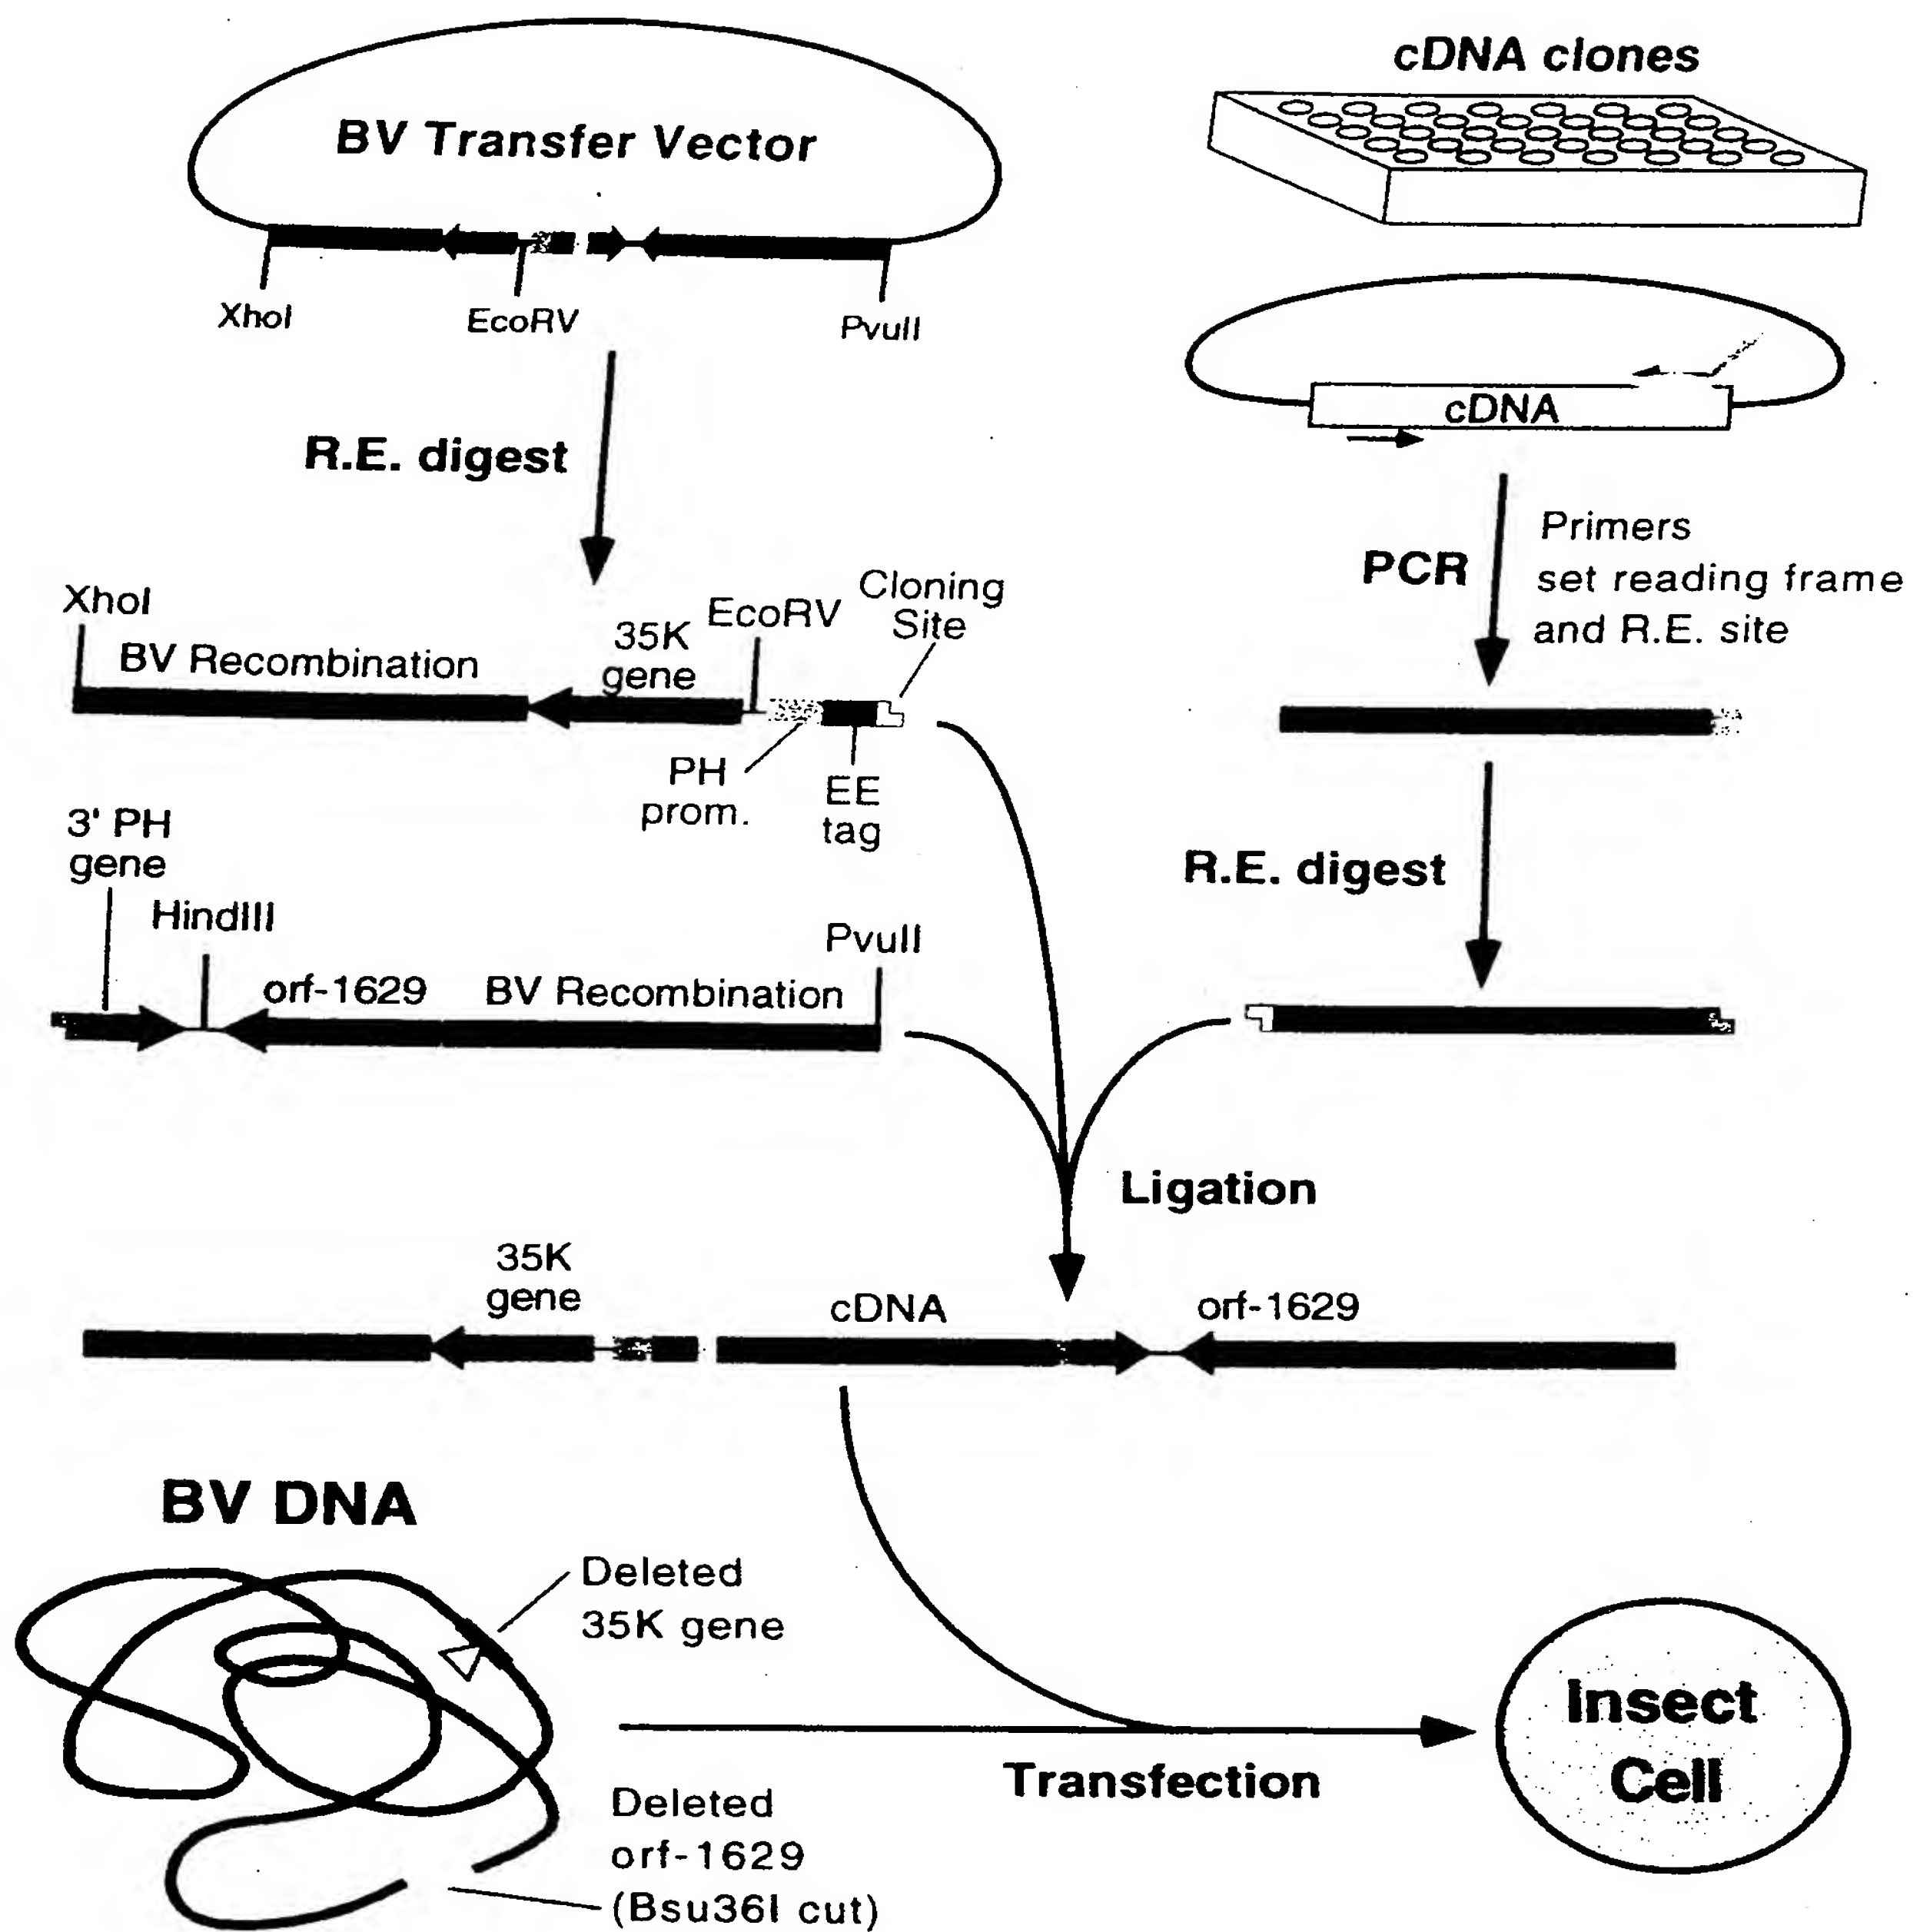 cDNA clones
BV Transfer Vector
XhoI
EcoRV
PvuII
cDNA
R.E. digest
PCR
Primers
set reading frame
and R.E. site
XhoI
BV Recombination
35K
gene
EcoRV
Cloning
Site
PH
prom.
EE
tag
3' PH
gene
HindIII
orf-1629
BV Recombination
PvuII
R.E. digest
Ligation
35K
gene
cDNA
orf-1629
BV DNA
Deleted
35K gene
Deleted
orf-1629
(Bsu36I cut)
Transfection
Insect
Cell